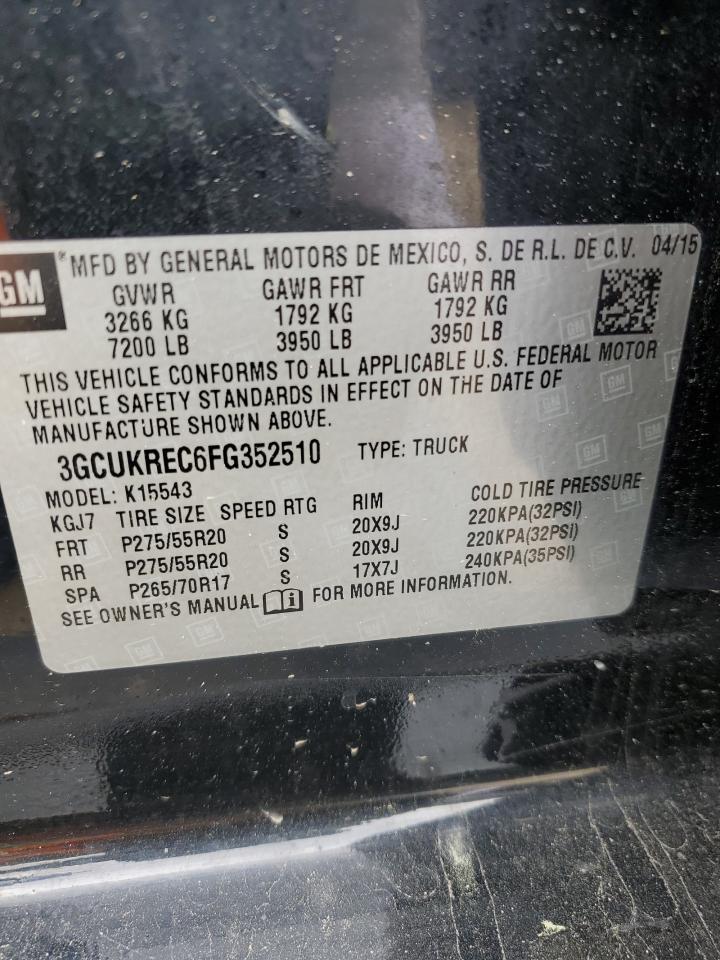 GM ® MFD BY GENERAL MOTORS DE MEXICO, S. DE R.L. DE C.V. 04/15
GVWR GAWR FRT GAWR RR
3266 KG 1792 KG 1792 KG
7200 LB 3950 LB 3950 LB
THIS VEHICLE CONFORMS TO ALL APPLICABLE U.S. FEDERAL MOTOR
VEHICLE SAFETY STANDARDS IN EFFECT ON THE DATE OF
MANUFACTURE SHOWN ABOVE.
3GCUKREC6FG352510 TYPE: TRUCK
MODEL: K15543
KGJ7 TIRE SIZE SPEED RTG RIM COLD TIRE PRESSURE
FRT P275/55R20 S 20X9J 220KPA(32PSI)
RR P275/55R20 S 20X9J 220KPA(32PSI)
SPA P265/70R17 S 17X7J 240KPA(35PSI)
SEE OWNER'S MANUAL FOR MORE INFORMATION.